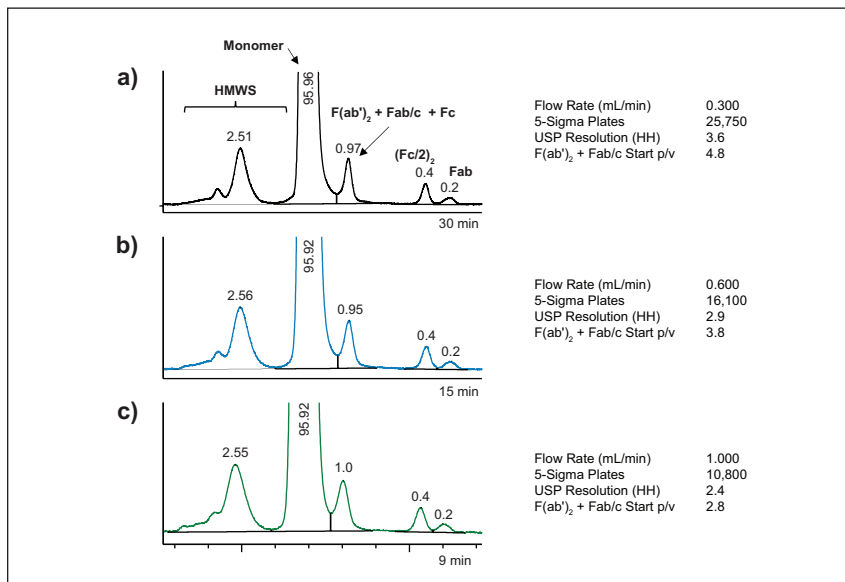 Monomer
a)
HMWS
95.96
F(ab')₂ + Fab/c + Fc
2.51
0.97
(Fc/2)₂
0.4
Fab
0.2
30 min
Flow Rate (mL/min) 0.300
5-Sigma Plates 25,750
USP Resolution (HH) 3.6
F(ab')₂ + Fab/c Start p/v 4.8
b)
95.92
2.56
0.95
0.4
0.2
15 min
Flow Rate (mL/min) 0.600
5-Sigma Plates 16,100
USP Resolution (HH) 2.9
F(ab')₂ + Fab/c Start p/v 3.8
c)
95.92
2.55
1.0
0.4
0.2
9 min
Flow Rate (mL/min) 1.000
5-Sigma Plates 10,800
USP Resolution (HH) 2.4
F(ab')₂ + Fab/c Start p/v 2.8